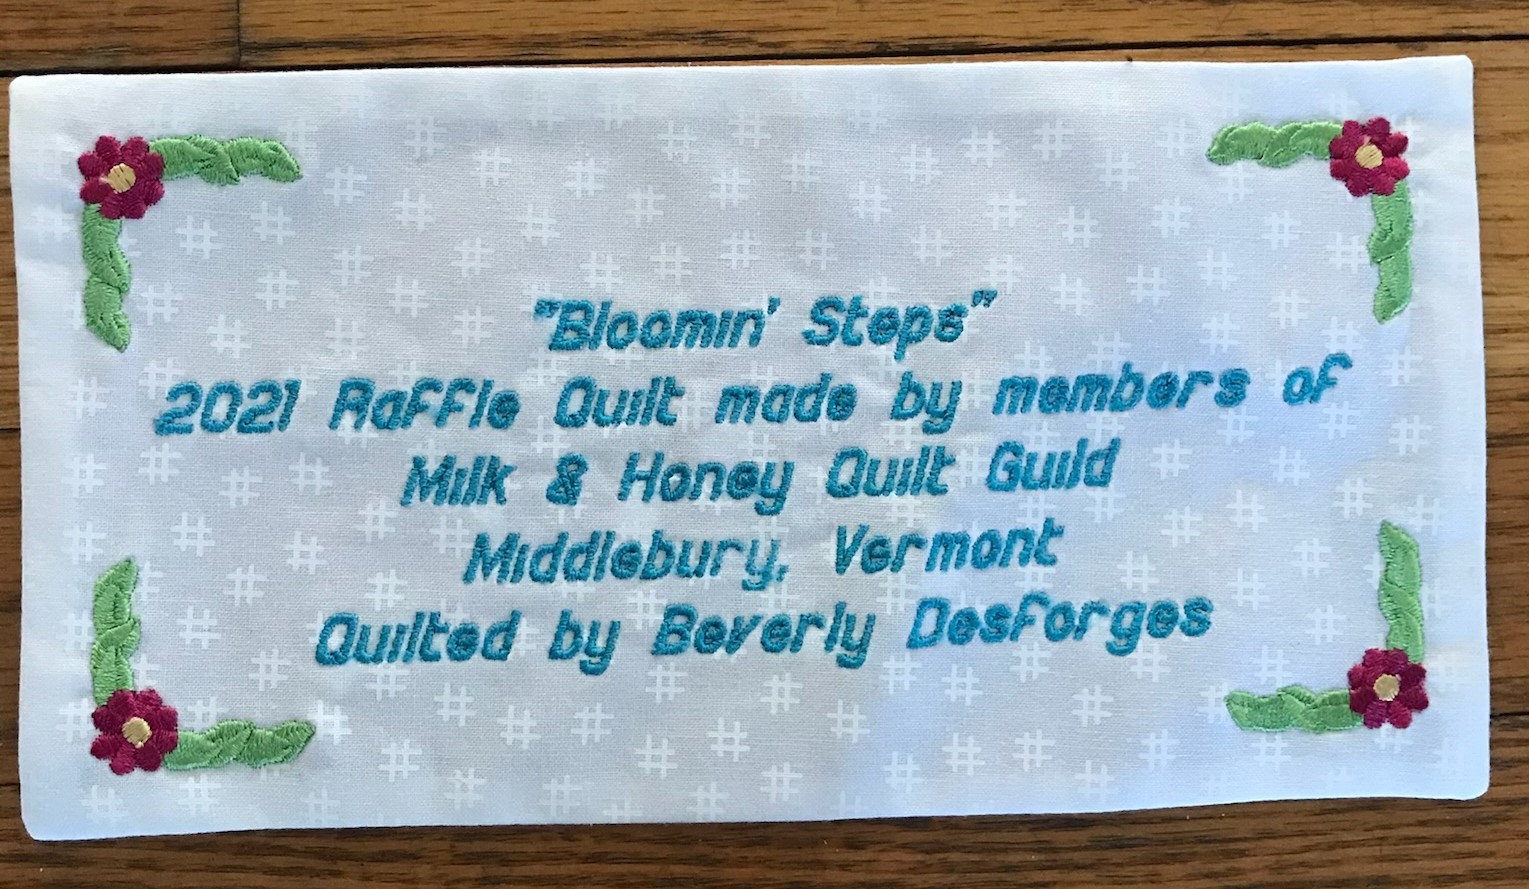 "Bloomin' Steps"
2021 Raffle Quilt made by members of
Milk & Honey Quilt Guild
Middlebury, Vermont
Quilted by Beverly Desforges